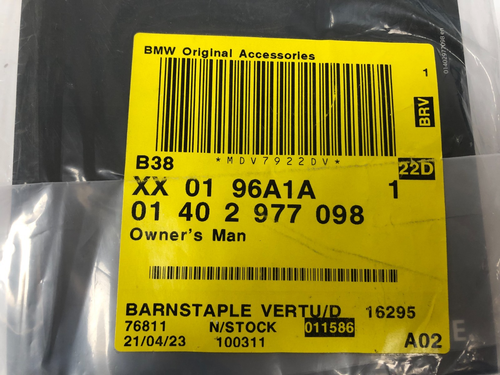 BMW Original Accessories
1
BRV
*MDV7922DV*
B38
22D
XX 01 96A1A 1
01 40 2 977 098
Owner's Man
BARNSTAPLE VERTU/D 16295
76811 N/STOCK 011586
21/04/23 100311 A02